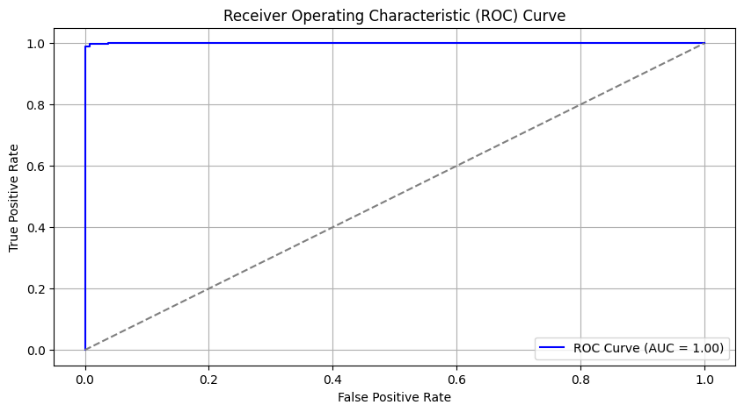 Receiver Operating Characteristic (ROC) Curve
True Positive Rate
1.0
0.8
0.6
0.4
0.2
0.0
ROC Curve (AUC = 1.00)
0.0 0.2 0.4 0.6 0.8 1.0
False Positive Rate